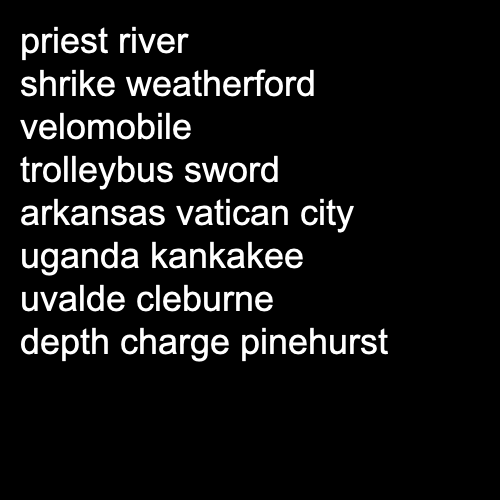 priest river
shrike weatherford
velomobile
trolleybus sword
arkansas vatican city
uganda kankakee
uvalde cleburne
depth charge pinehurst